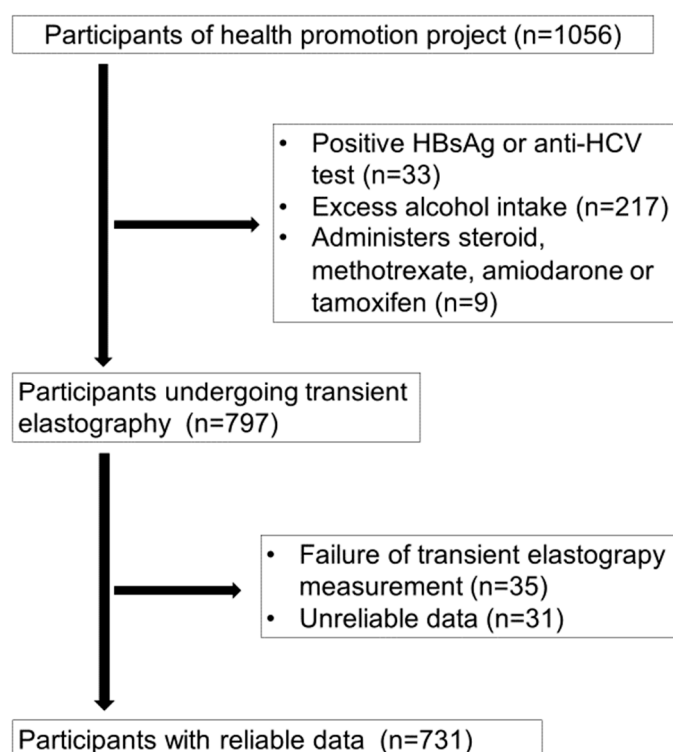 Participants of health promotion project (n=1056)
• Positive HBsAg or anti-HCV
test (n=33)
• Excess alcohol intake (n=217)
• Administers steroid,
methotrexate, amiodarone or
tamoxifen (n=9)
Participants undergoing transient
elastography (n=797)
• Failure of transient elastograpy
measurement (n=35)
• Unreliable data (n=31)
Participants with reliable data (n=731)